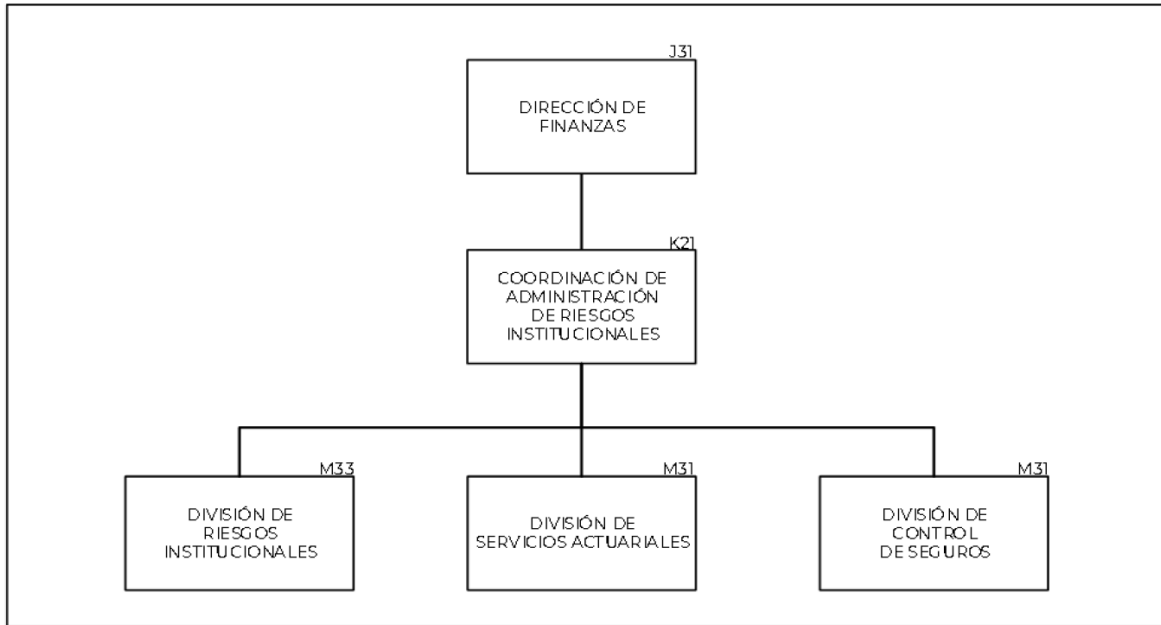 J31
DIRECCIÓN DE
FINANZAS
K21
COORDINACIÓN DE
ADMINISTRACIÓN
DE RIESGOS
INSTITUCIONALES
M33
DIVISIÓN DE
RIESGOS
INSTITUCIONALES
M31
DIVISIÓN DE
SERVICIOS ACTUARIALES
M31
DIVISIÓN DE
CONTROL
DE SEGUROS